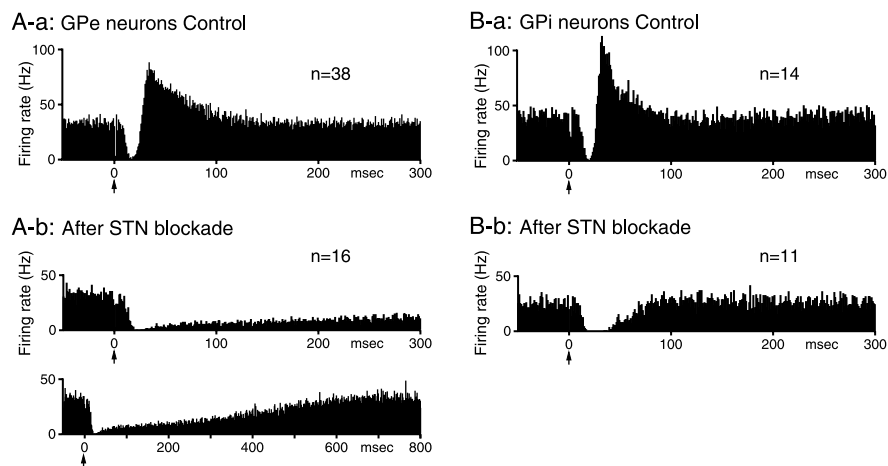 A-a: GPe neurons Control
Firing rate (Hz)
100
50
0
n=38
0
100
200
msec
300
B-a: GPi neurons Control
Firing rate (Hz)
100
50
0
n=14
0
100
200
msec
300
A-b: After STN blockade
Firing rate (Hz)
50
0
n=16
0
100
200
msec
300
50
0
0
200
400
600
msec
800
B-b: After STN blockade
Firing rate (Hz)
50
0
n=11
0
100
200
msec
300